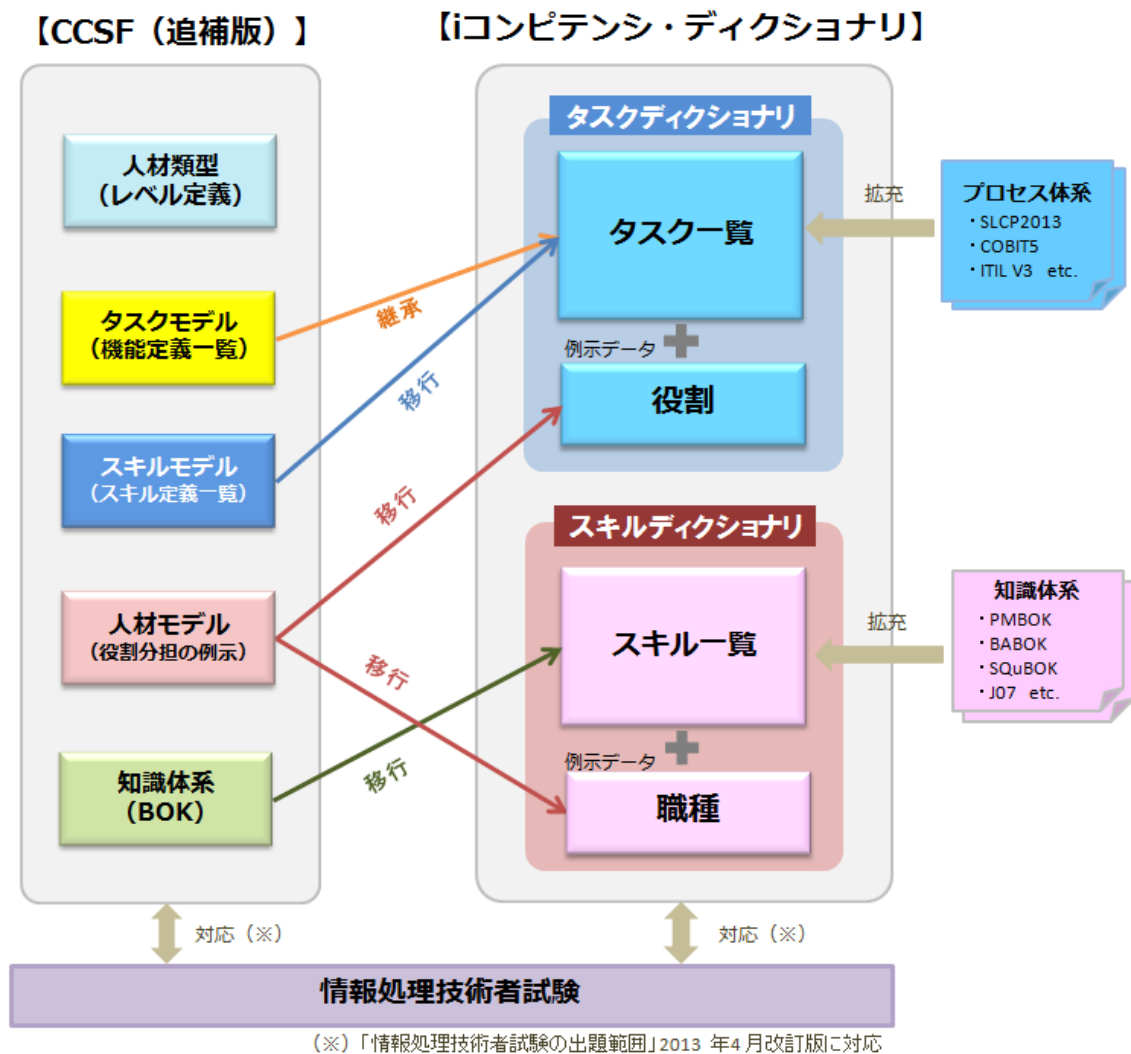 【CCSF（追補版）】
【iコンピテンシ・ディクショナリ】
人材類型
（レベル定義）
タスクモデル
（機能定義一覧）
スキルモデル
（スキル定義一覧）
人材モデル
（役割分担の例示）
知識体系
（BOK）
継承
移行
移行
移行
移行
タスクディクショナリ
タスク一覧
例示データ
役割
スキルディクショナリ
スキル一覧
例示データ
職種
拡充
プロセス体系
・SLCP2013
・COBIT5
・ITIL V3 etc.
拡充
知識体系
・PMBOK
・BABOK
・SQuBOK
・J07 etc.
対応（※）
対応（※）
情報処理技術者試験
（※）「情報処理技術者試験の出題範囲」2013 年4月改訂版に対応